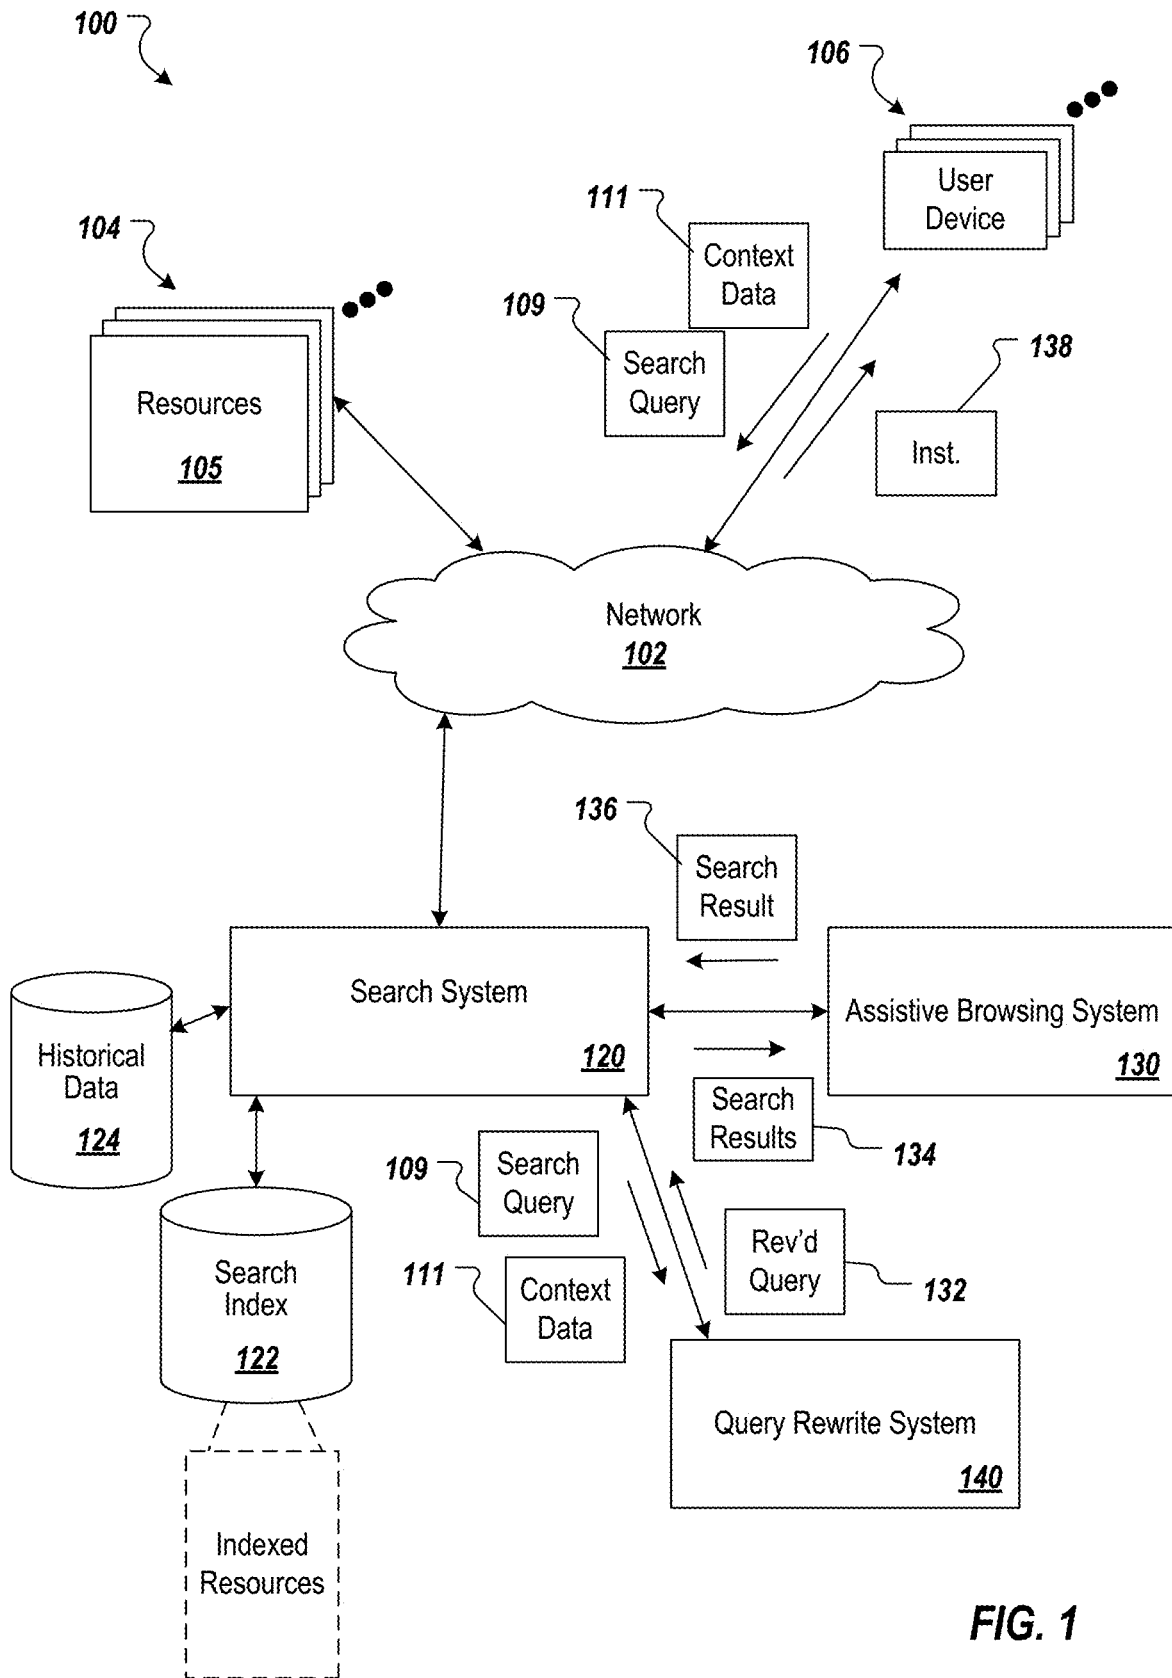 100
106
User
Device
111
Context
Data
104
109
Search
Query
138
Resources
105
Inst.
Network
102
136
Search
Result
Search System
120
Assistive Browsing System
130
Historical
Data
124
Search
Results
134
109
Search
Query
Rev'd
Query
132
111
Context
Data
Search
Index
122
Query Rewrite System
140
Indexed
Resources
FIG. 1